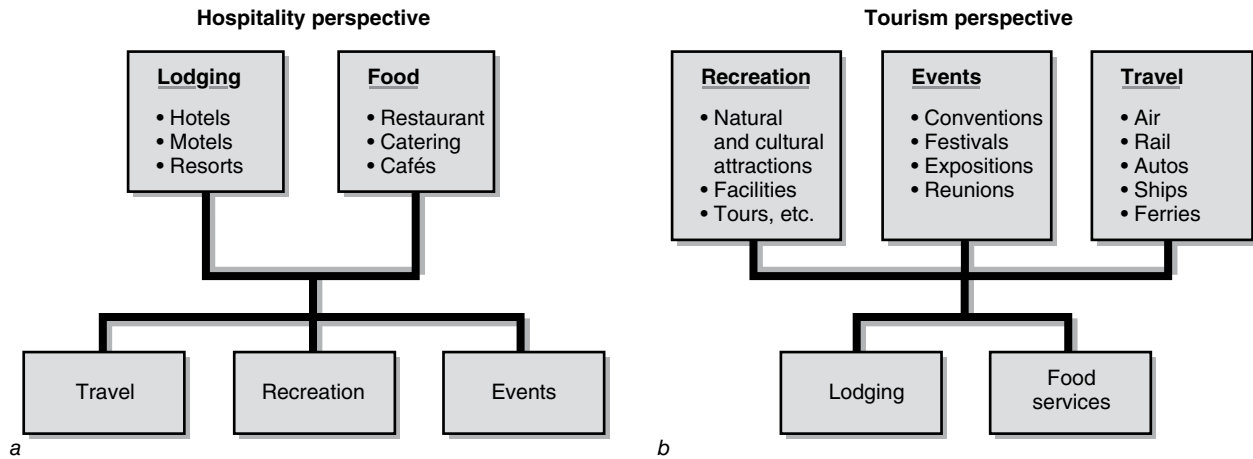 Hospitality perspective
Lodging
• Hotels
• Motels
• Resorts
Food
• Restaurant
• Catering
• Cafés
Travel
Recreation
Events
a
Tourism perspective
Recreation
• Natural
and cultural
attractions
• Facilities
• Tours, etc.
Events
• Conventions
• Festivals
• Expositions
• Reunions
Travel
• Air
• Rail
• Autos
• Ships
• Ferries
Lodging
Food
services
b